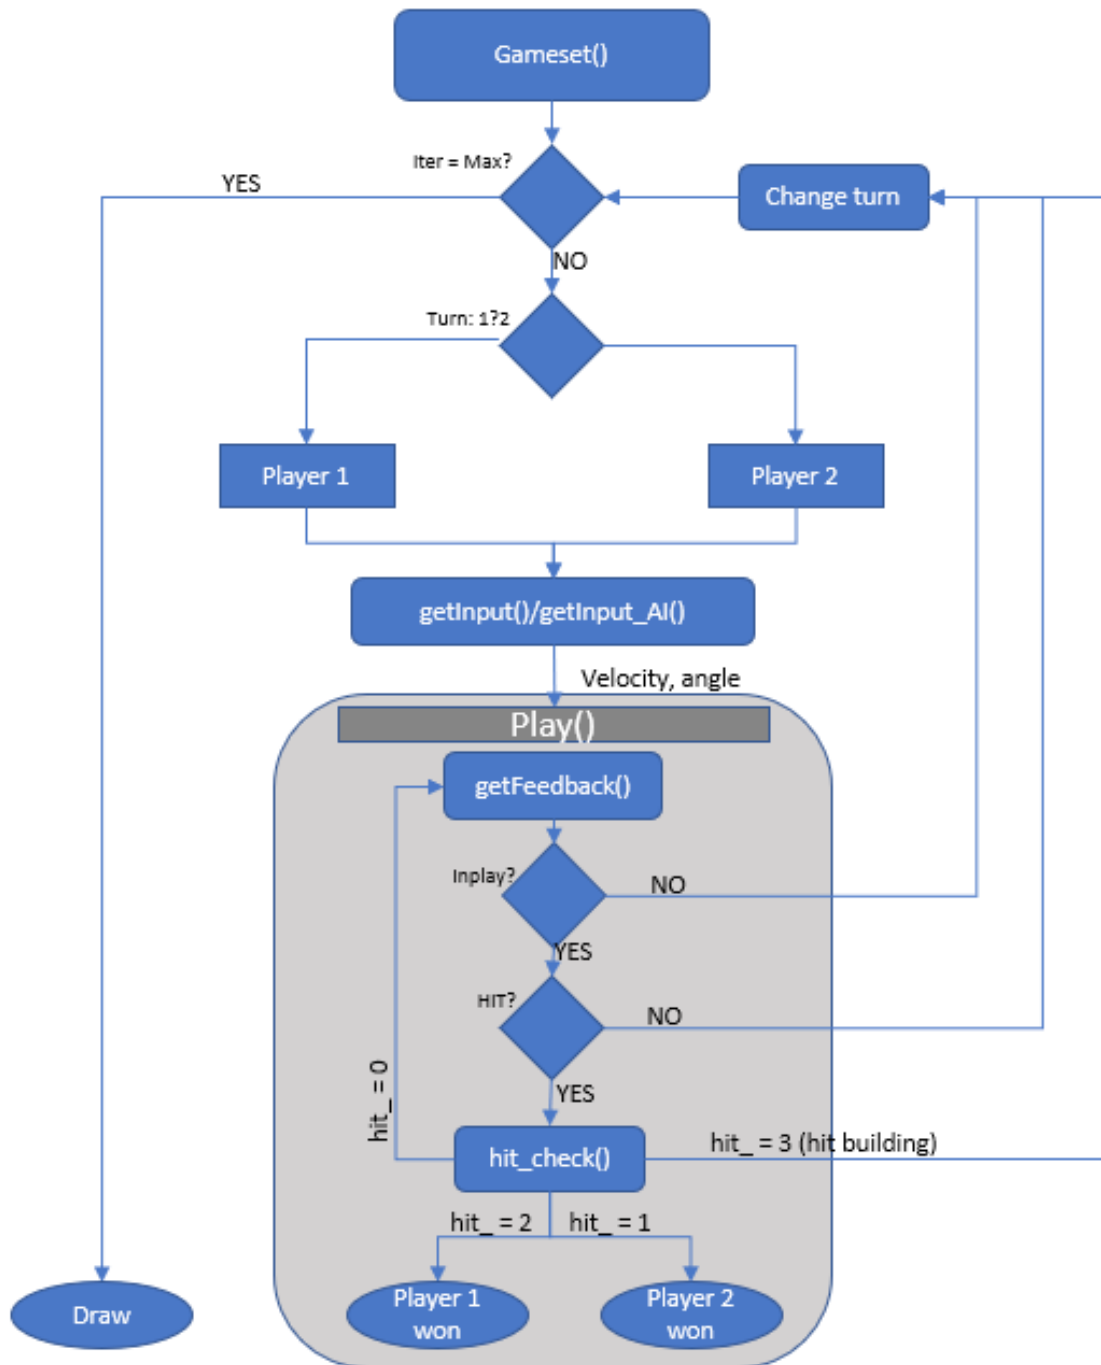 Gameset()
Iter = Max?
YES
Change turn
NO
Turn: 1?2
Player 1
Player 2
getInput()/getInput_AI()
Velocity, angle
Play()
getFeedback()
Inplay?
NO
YES
HIT?
NO
YES
hit_ = 0
hit_check()
hit_ = 3 (hit building)
hit_ = 2
hit_ = 1
Draw
Player 1
won
Player 2
won